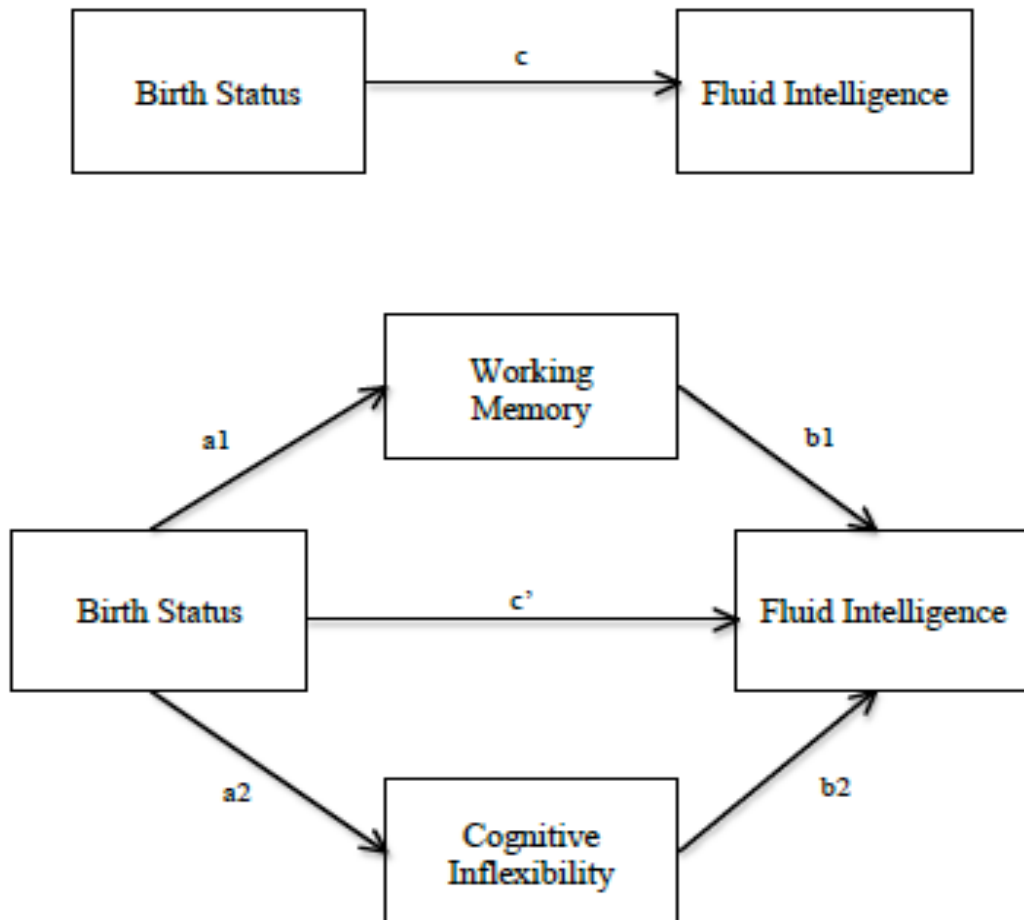 c
Birth Status
Fluid Intelligence
Working
Memory
a1
b1
Birth Status
c’
Fluid Intelligence
a2
b2
Cognitive
Inflexibility